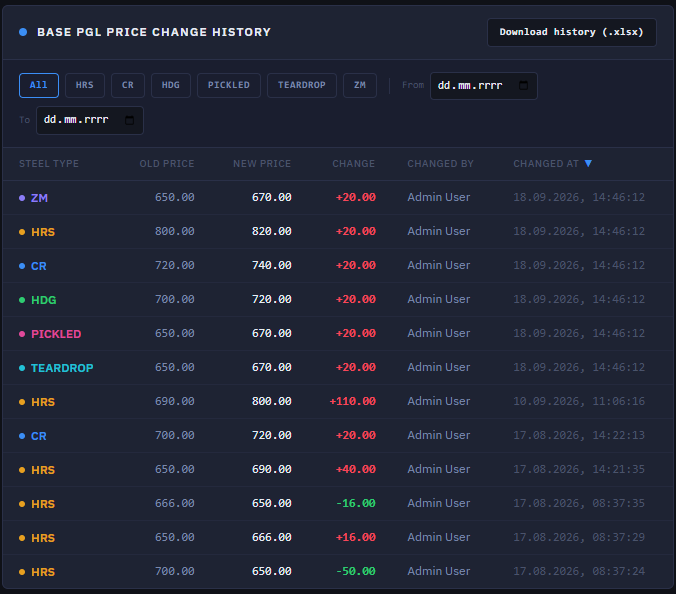 BASE PGL PRICE CHANGE HISTORY Download history (.xlsx)
All HRS CR HDG PICKLED TEARDROP ZM From dd.mm.rrrr
To dd.mm.rrrr
STEEL TYPE OLD PRICE NEW PRICE CHANGE CHANGED BY CHANGED AT ▼
ZM 650.00 670.00 +20.00 Admin User 18.09.2026, 14:46:12
HRS 800.00 820.00 +20.00 Admin User 18.09.2026, 14:46:12
CR 720.00 740.00 +20.00 Admin User 18.09.2026, 14:46:12
HDG 700.00 720.00 +20.00 Admin User 18.09.2026, 14:46:12
PICKLED 650.00 670.00 +20.00 Admin User 18.09.2026, 14:46:12
TEARDROP 650.00 670.00 +20.00 Admin User 18.09.2026, 14:46:12
HRS 690.00 800.00 +110.00 Admin User 10.09.2026, 11:06:16
CR 700.00 720.00 +20.00 Admin User 17.08.2026, 14:22:13
HRS 650.00 690.00 +40.00 Admin User 17.08.2026, 14:21:35
HRS 666.00 650.00 -16.00 Admin User 17.08.2026, 08:37:35
HRS 650.00 666.00 +16.00 Admin User 17.08.2026, 08:37:29
HRS 700.00 650.00 -50.00 Admin User 17.08.2026, 08:37:24